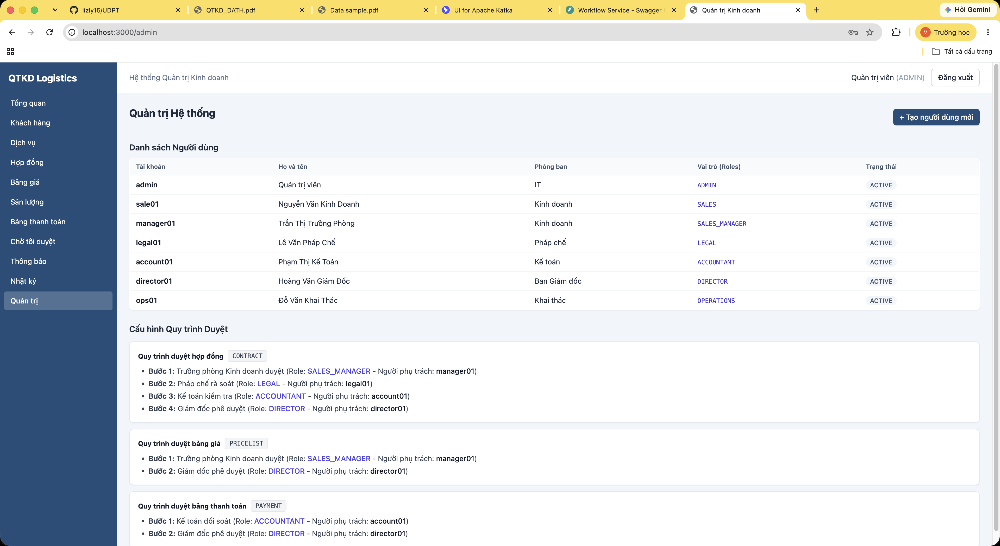 lizly15/UDPT
QTKD_DATH.pdf
Data sample.pdf
UI for Apache Kafka
Workflow Service - Swagger
Quản trị Kinh doanh
Hỏi Gemini
localhost:3000/admin
V Trường học
Tất cả dấu trang
QTKD Logistics
Hệ thống Quản trị Kinh doanh
Quản trị viên (ADMIN)
Đăng xuất
Tổng quan
Khách hàng
Dịch vụ
Hợp đồng
Bảng giá
Sản lượng
Bảng thanh toán
Chờ tôi duyệt
Thông báo
Nhật ký
Quản trị
Quản trị Hệ thống
+ Tạo người dùng mới
Danh sách Người dùng
Tài khoản Họ và tên Phòng ban Vai trò (Roles) Trạng thái
admin Quản trị viên IT ADMIN ACTIVE
sale01 Nguyễn Văn Kinh Doanh Kinh doanh SALES ACTIVE
manager01 Trần Thị Trưởng Phòng Kinh doanh SALES_MANAGER ACTIVE
legal01 Lê Văn Pháp Chế Pháp chế LEGAL ACTIVE
account01 Phạm Thị Kế Toán Kế toán ACCOUNTANT ACTIVE
director01 Hoàng Văn Giám Đốc Ban Giám đốc DIRECTOR ACTIVE
ops01 Đỗ Văn Khai Thác Khai thác OPERATIONS ACTIVE
Cấu hình Quy trình Duyệt
Quy trình duyệt hợp đồng CONTRACT
• Bước 1: Trưởng phòng Kinh doanh duyệt (Role: SALES_MANAGER - Người phụ trách: manager01)
• Bước 2: Pháp chế rà soát (Role: LEGAL - Người phụ trách: legal01)
• Bước 3: Kế toán kiểm tra (Role: ACCOUNTANT - Người phụ trách: account01)
• Bước 4: Giám đốc phê duyệt (Role: DIRECTOR - Người phụ trách: director01)
Quy trình duyệt bảng giá PRICELIST
• Bước 1: Trưởng phòng Kinh doanh duyệt (Role: SALES_MANAGER - Người phụ trách: manager01)
• Bước 2: Giám đốc phê duyệt (Role: DIRECTOR - Người phụ trách: director01)
Quy trình duyệt bảng thanh toán PAYMENT
• Bước 1: Kế toán đối soát (Role: ACCOUNTANT - Người phụ trách: account01)
• Bước 2: Giám đốc phê duyệt (Role: DIRECTOR - Người phụ trách: director01)